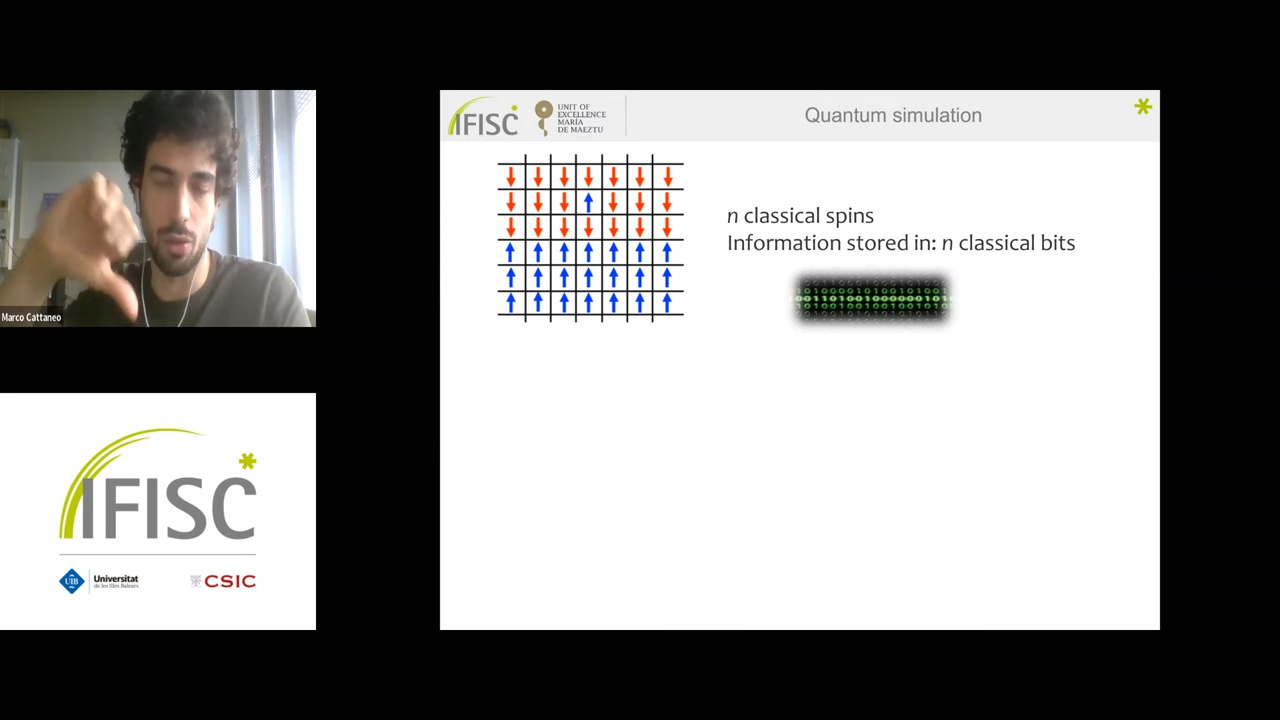 Marco Cattaneo
IFISC
Universitat
de les Illes Balears
UIB
CSIC
IFISC
UNIT OF
EXCELLENCE
MARÍA
DE MAEZTU
Quantum simulation
n classical spins
Information stored in: n classical bits